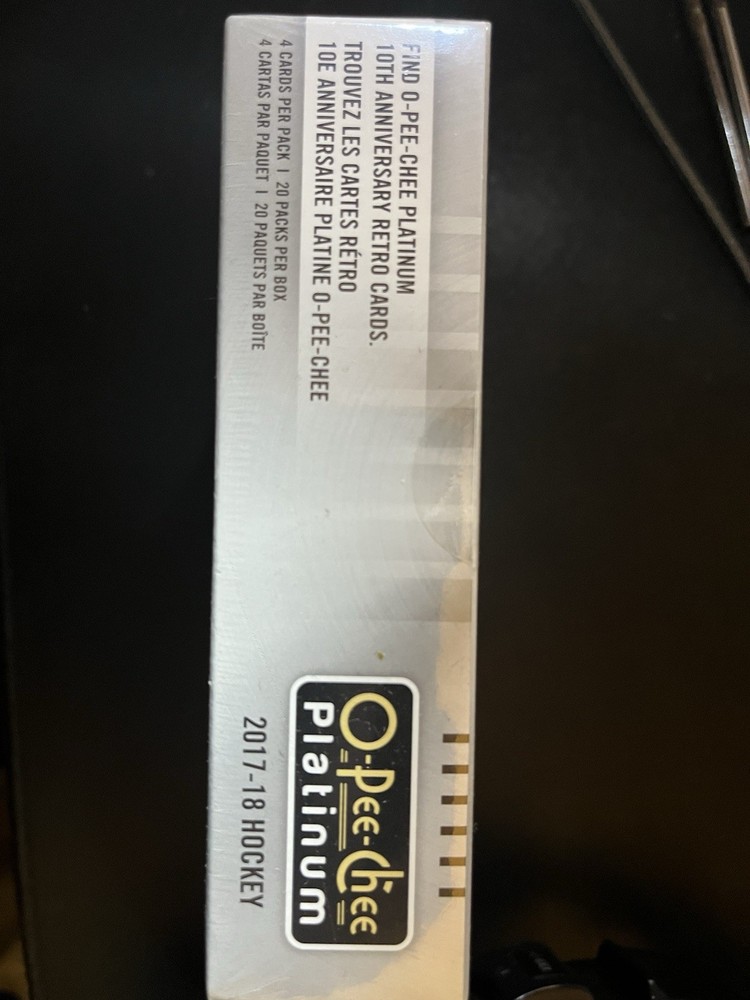 FIND O-PEE-CHEE PLATINUM
10TH ANNIVERSARY RETRO CARDS.
TROUVEZ LES CARTES RÉTRO
10E ANNIVERSAIRE PLATINE O-PEE-CHEE
4 CARDS PER PACK | 20 PACKS PER BOX
4 CARTAS PAR PAQUET | 20 PAQUETS PAR BOÎTE
O-Pee-Chee
Platinum
2017-18 HOCKEY